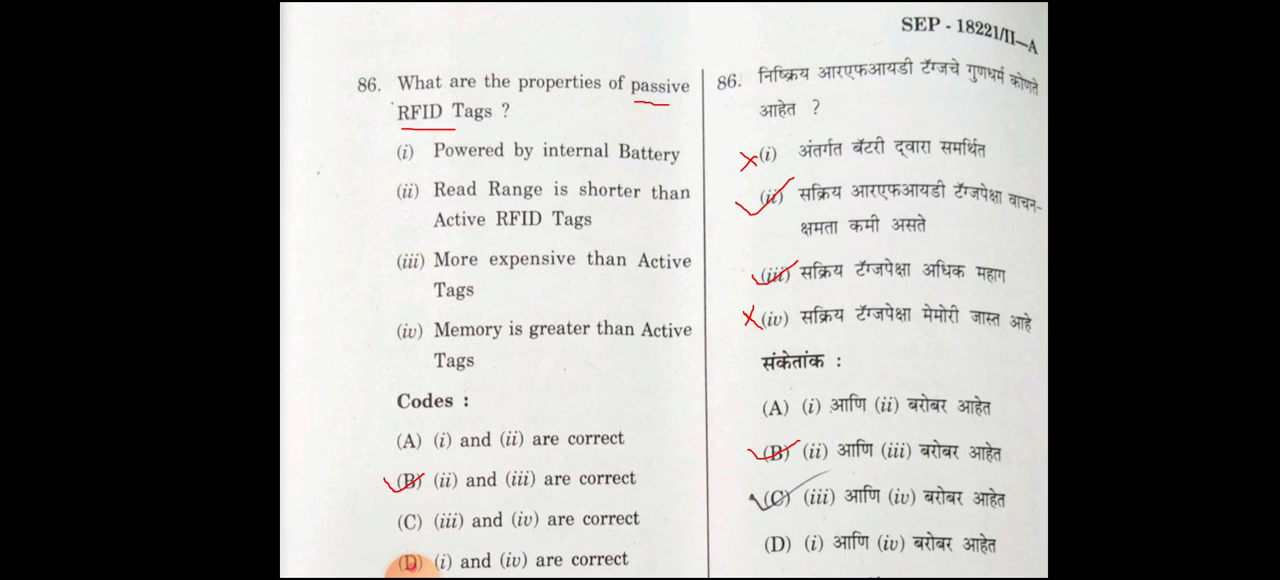 SEP - 18221/II—A
86. What are the properties of passive
RFID Tags ?
(i) Powered by internal Battery
(ii) Read Range is shorter than
Active RFID Tags
(iii) More expensive than Active
Tags
(iv) Memory is greater than Active
Tags
Codes :
(A) (i) and (ii) are correct
(B) (ii) and (iii) are correct
(C) (iii) and (iv) are correct
(D) (i) and (iv) are correct
86. निष्क्रिय आरएफआयडी टॅग्जचे गुणधर्म कोणते
आहेत ?
(i) अंतर्गत बॅटरी द्वारा समर्थित
(ii) सक्रिय आरएफआयडी टॅग्जपेक्षा वाचन-
क्षमता कमी असते
(iii) सक्रिय टॅग्जपेक्षा अधिक महाग
(iv) सक्रिय टॅग्जपेक्षा मेमोरी जास्त आहे
संकेतांक :
(A) (i) आणि (ii) बरोबर आहेत
(B) (ii) आणि (iii) बरोबर आहेत
(C) (iii) आणि (iv) बरोबर आहेत
(D) (i) आणि (iv) बरोबर आहेत